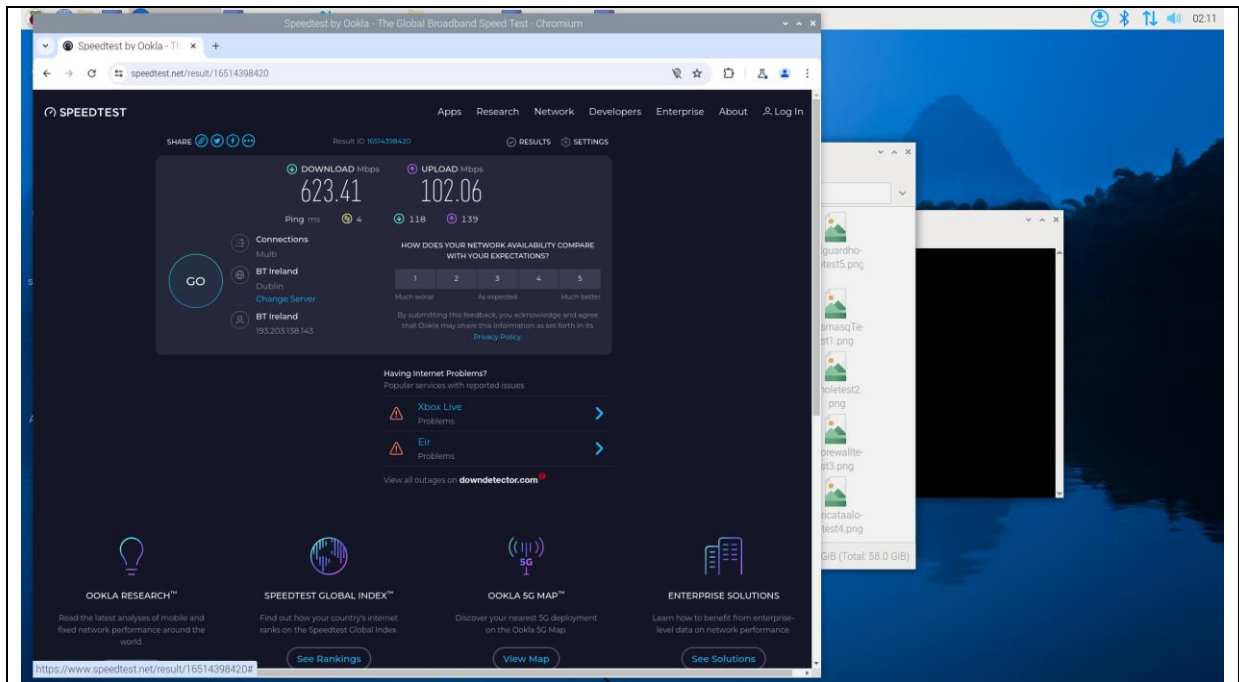 Speedtest by Ookla - The Global Broadband Speed Test - Chromium
02:11
Speedtest by Ookla - Th
speedtest.net/result/16514398420
SPEEDTEST
Apps Research Network Developers Enterprise About Log In
SHARE
Result ID 16514398420
RESULTS SETTINGS
DOWNLOAD Mbps UPLOAD Mbps
623.41 102.06
Ping ms 4 118 139
Connections
Multi
BT Ireland
Dublin
Change Server
BT Ireland
193.203.138.143
GO
HOW DOES YOUR NETWORK AVAILABILITY COMPARE
WITH YOUR EXPECTATIONS?
1 2 3 4 5
Much worse As expected Much better
By submitting this feedback, you acknowledge and agree
that Ookla may share this information as set forth in its
Privacy Policy.
Having Internet Problems?
Popular services with reported issues
Xbox Live
Problems
Eir
Problems
View all outages on downdetector.com
OOKLA RESEARCH™
Read the latest analyses of mobile and
fixed network performance around the
world.
SPEEDTEST GLOBAL INDEX™
Find out how your country's internet
ranks on the Speedtest Global Index.
See Rankings
5G
OOKLA 5G MAP™
Discover your nearest 5G deployment
on the Ookla 5G Map.
View Map
ENTERPRISE SOLUTIONS
Learn how to benefit from enterprise-
level data on network performance.
See Solutions
https://www.speedtest.net/result/16514398420#
guardho-
test5.png
smasqTe-
st1.png
holetest2.
png
orewallte-
st3.png
ricataalo-
test4.png
GiB (Total: 58.0 GiB)